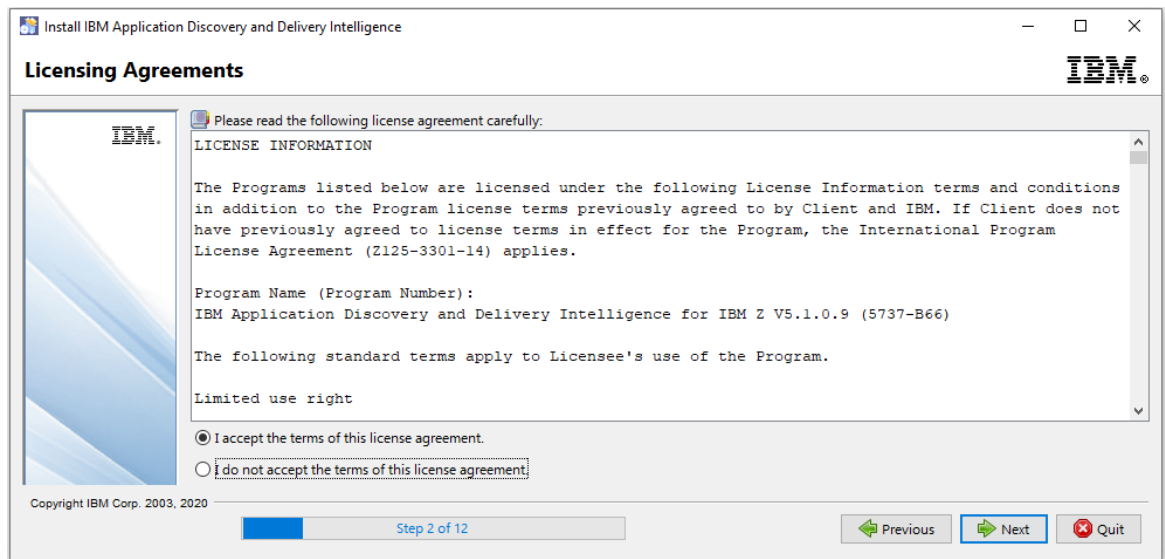 Install IBM Application Discovery and Delivery Intelligence
Licensing Agreements
IBM®
IBM.
Please read the following license agreement carefully:
LICENSE INFORMATION
The Programs listed below are licensed under the following License Information terms and conditions
in addition to the Program license terms previously agreed to by Client and IBM. If Client does not
have previously agreed to license terms in effect for the Program, the International Program
License Agreement (Z125-3301-14) applies.
Program Name (Program Number):
IBM Application Discovery and Delivery Intelligence for IBM Z V5.1.0.9 (5737-B66)
The following standard terms apply to Licensee's use of the Program.
Limited use right
I accept the terms of this license agreement.
I do not accept the terms of this license agreement.
Copyright IBM Corp. 2003, 2020
Step 2 of 12
Previous
Next
Quit